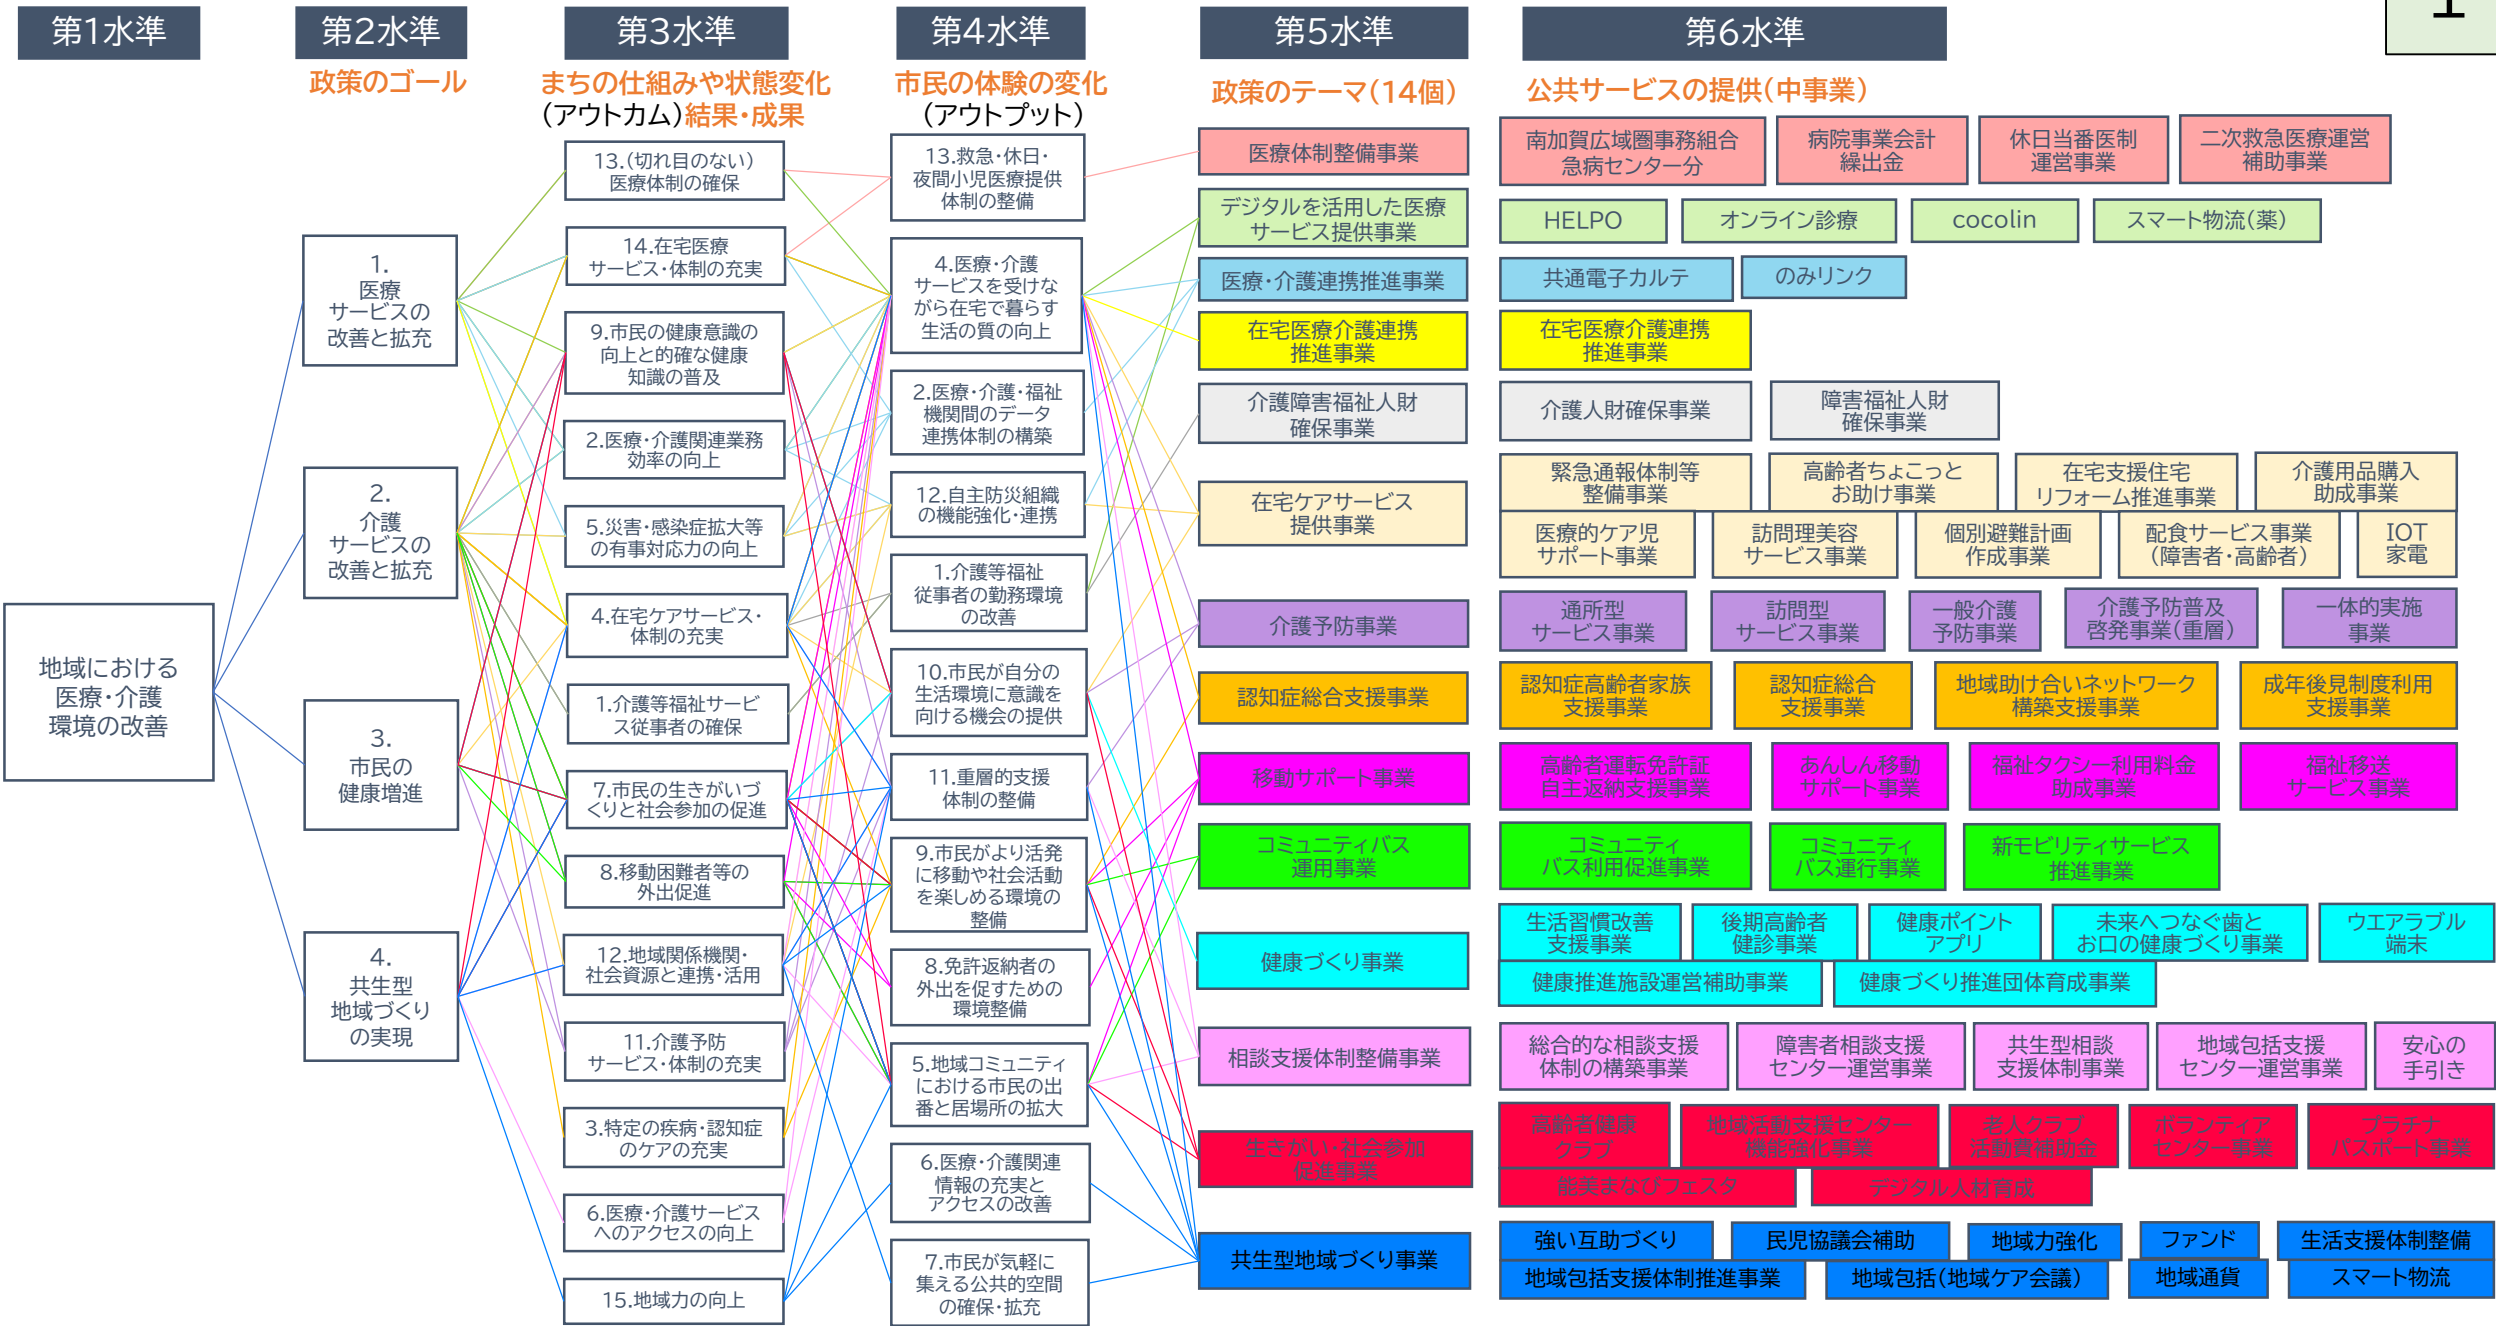 第1水準
第2水準
第3水準
第4水準
第5水準
第6水準
1
政策のゴール
まちの仕組みや状態変化
(アウトカム)結果・成果
市民の体験の変化
(アウトプット)
政策のテーマ(14個)
公共サービスの提供(中事業)
地域における
医療・介護
環境の改善
1.
医療
サービスの
改善と拡充
2.
介護
サービスの
改善と拡充
3.
市民の
健康増進
4.
共生型
地域づくり
の実現
13.(切れ目のない)
医療体制の確保
14.在宅医療
サービス・体制の充実
9.市民の健康意識の
向上と的確な健康
知識の普及
2.医療・介護関連業務
効率の向上
5.災害・感染症拡大等
の有事対応力の向上
4.在宅ケアサービス・
体制の充実
1.介護等福祉サービ
ス従事者の確保
7.市民の生きがいづ
くりと社会参加の促進
8.移動困難者等の
外出促進
12.地域関係機関・
社会資源と連携・活用
11.介護予防
サービス・体制の充実
3.特定の疾病・認知症
のケアの充実
6.医療・介護サービス
へのアクセスの向上
15.地域力の向上
13.救急・休日・
夜間小児医療提供
体制の整備
4.医療・介護
サービスを受けな
がら在宅で暮らす
生活の質の向上
2.医療・介護・福祉
機関間のデータ
連携体制の構築
12.自主防災組織
の機能強化・連携
1.介護等福祉
従事者の勤務環境
の改善
10.市民が自分の
生活環境に意識を
向ける機会の提供
11.重層的支援
体制の整備
9.市民がより活発
に移動や社会活動
を楽しめる環境の
整備
8.免許返納者の
外出を促すための
環境整備
5.地域コミュニティ
における市民の出
番と居場所の拡大
6.医療・介護関連
情報の充実と
アクセスの改善
7.市民が気軽に
集える公共的空間
の確保・拡充
医療体制整備事業
デジタルを活用した医療
サービス提供事業
医療・介護連携推進事業
在宅医療介護連携
推進事業
介護障害福祉人財
確保事業
在宅ケアサービス
提供事業
介護予防事業
認知症総合支援事業
移動サポート事業
コミュニティバス
運用事業
健康づくり事業
相談支援体制整備事業
生きがい・社会参加
促進事業
共生型地域づくり事業
南加賀広域圏事務組合
急病センター分
病院事業会計
繰出金
休日当番医制
運営事業
二次救急医療運営
補助事業
HELPO
オンライン診療
cocolin
スマート物流(薬)
共通電子カルテ
のみリンク
在宅医療介護連携
推進事業
介護人財確保事業
障害福祉人財
確保事業
緊急通報体制等
整備事業
高齢者ちょこっと
お助け事業
在宅支援住宅
リフォーム推進事業
介護用品購入
助成事業
医療的ケア児
サポート事業
訪問理美容
サービス事業
個別避難計画
作成事業
配食サービス事業
(障害者・高齢者)
IOT
家電
通所型
サービス事業
訪問型
サービス事業
一般介護
予防事業
介護予防普及
啓発事業(重層)
一体的実施
事業
認知症高齢者家族
支援事業
認知症総合
支援事業
地域助け合いネットワーク
構築支援事業
成年後見制度利用
支援事業
高齢者運転免許証
自主返納支援事業
あんしん移動
サポート事業
福祉タクシー利用料金
助成事業
福祉移送
サービス事業
コミュニティ
バス利用促進事業
コミュニティ
バス運行事業
新モビリティサービス
推進事業
生活習慣改善
支援事業
後期高齢者
健診事業
健康ポイント
アプリ
未来へつなぐ歯と
お口の健康づくり事業
ウエアラブル
端末
健康推進施設運営補助事業
健康づくり推進団体育成事業
総合的な相談支援
体制の構築事業
障害者相談支援
センター運営事業
共生型相談
支援体制事業
地域包括支援
センター運営事業
安心の
手引き
高齢者健康
クラブ
地域活動支援センター
機能強化事業
老人クラブ
活動費補助金
ボランティア
センター事業
プラチナ
パスポート事業
能美まなびフェスタ
デジタル人材育成
強い互助づくり
民児協議会補助
地域力強化
ファンド
生活支援体制整備
地域包括支援体制推進事業
地域包括(地域ケア会議)
地域通貨
スマート物流